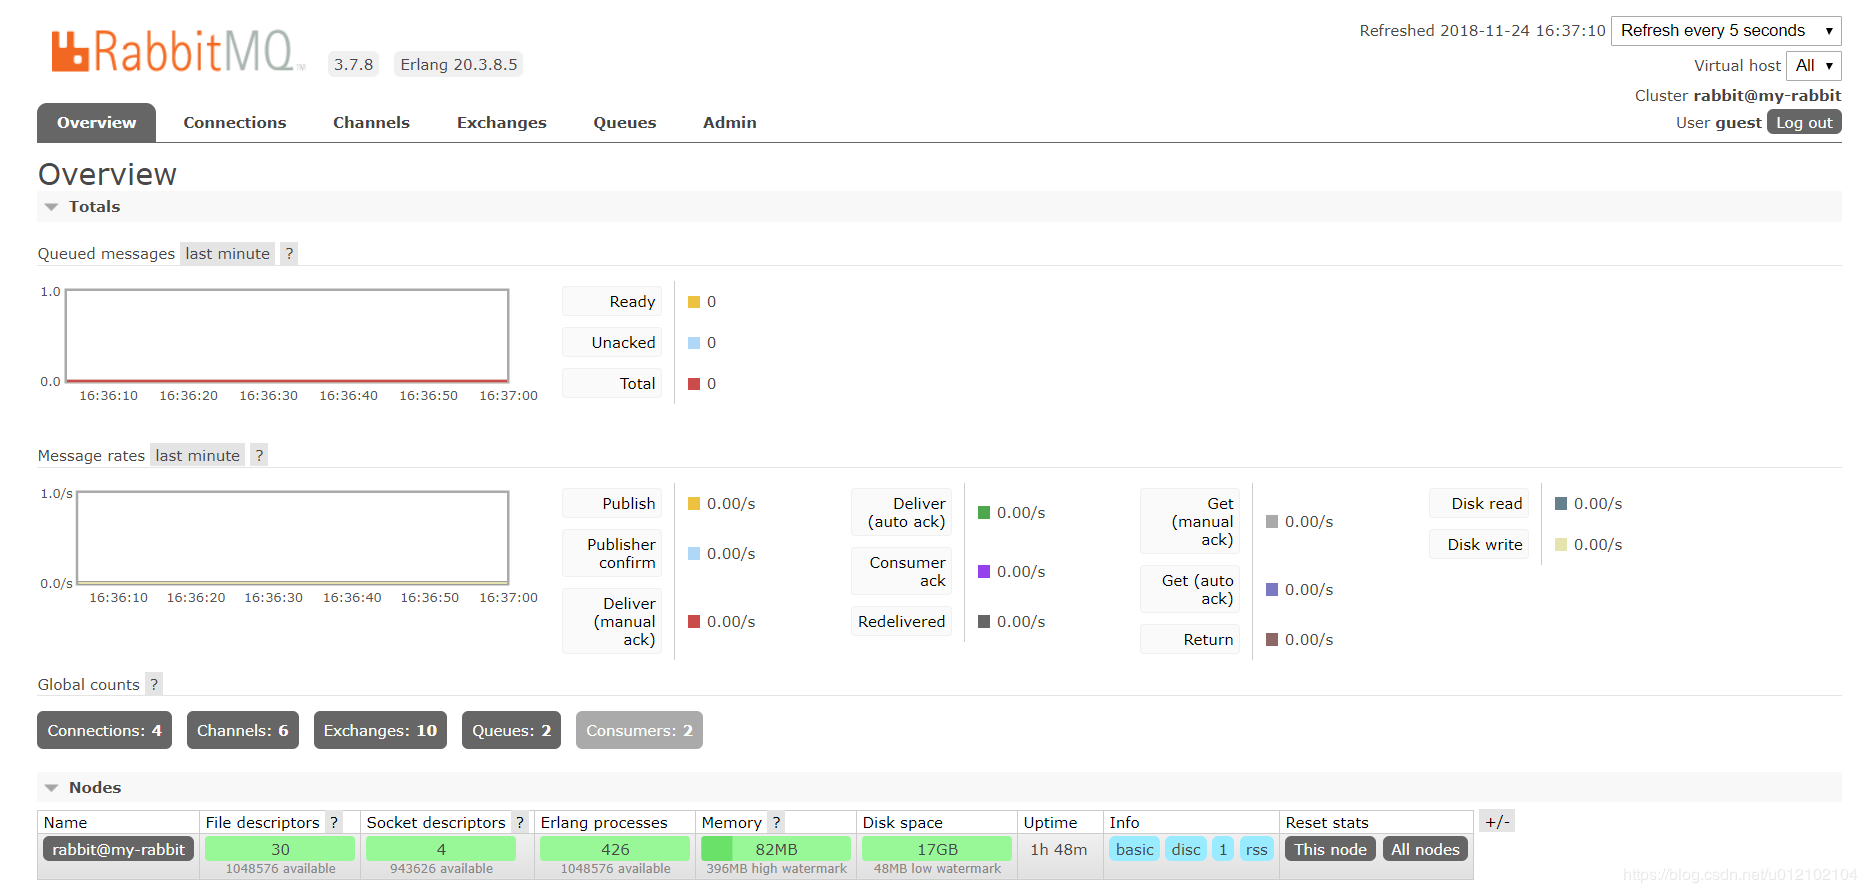 RabbitMQ TM 3.7.8 Erlang 20.3.8.5
Refreshed 2018-11-24 16:37:10 Refresh every 5 seconds
Virtual host All
Cluster rabbit@my-rabbit
User guest Log out
Overview Connections Channels Exchanges Queues Admin
Overview
Totals
Queued messages last minute ?
1.0
0.0
16:36:10 16:36:20 16:36:30 16:36:40 16:36:50 16:37:00
Ready 0
Unacked 0
Total 0
Message rates last minute ?
1.0/s
0.0/s
16:36:10 16:36:20 16:36:30 16:36:40 16:36:50 16:37:00
Publish 0.00/s
Publisher
confirm 0.00/s
Deliver
(manual
ack) 0.00/s
Deliver
(auto ack) 0.00/s
Consumer
ack 0.00/s
Redelivered 0.00/s
Get
(manual
ack) 0.00/s
Get (auto
ack) 0.00/s
Return 0.00/s
Disk read 0.00/s
Disk write 0.00/s
Global counts ?
Connections: 4 Channels: 6 Exchanges: 10 Queues: 2 Consumers: 2
Nodes
Name File descriptors ? Socket descriptors ? Erlang processes Memory ? Disk space Uptime Info Reset stats +/-
rabbit@my-rabbit 30 4 426 82MB 17GB 1h 48m basic disc 1 rss This node All nodes
1048576 available 943626 available 1048576 available 396MB high watermark 48MB low watermark
https://blog.csdn.net/u012102104